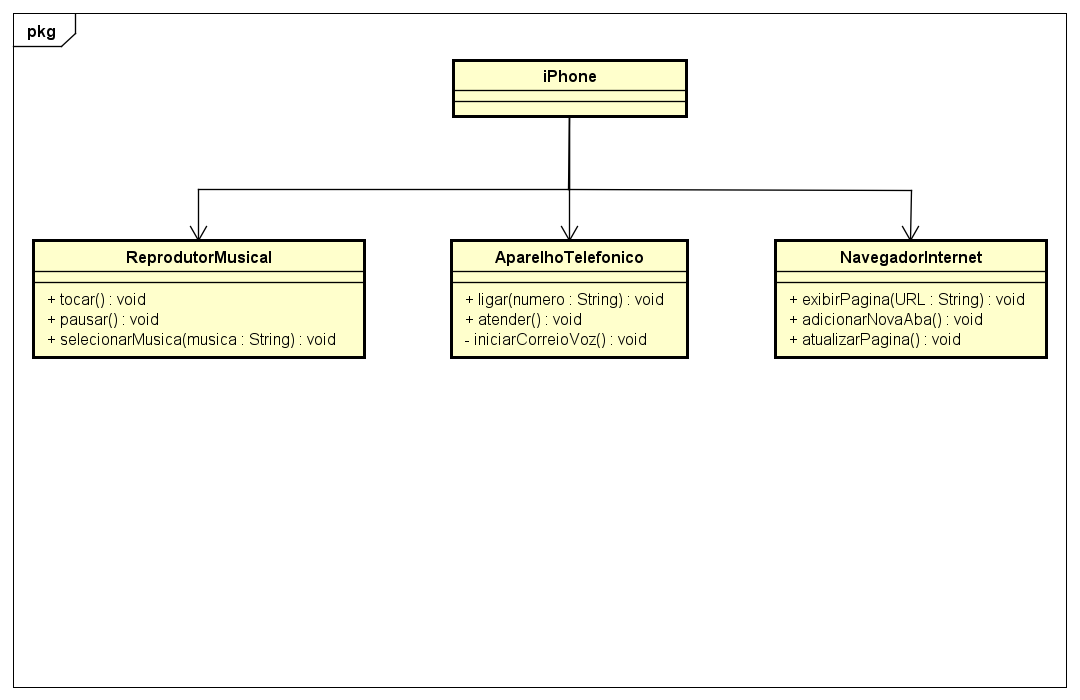 pkg
iPhone
ReprodutorMusical
+ tocar() : void
+ pausar() : void
+ selecionarMusica(musica : String) : void
AparelhoTelefonico
+ ligar(numero : String) : void
+ atender() : void
- iniciarCorreioVoz() : void
NavegadorInternet
+ exibirPagina(URL : String) : void
+ adicionarNovaAba() : void
+ atualizarPagina() : void